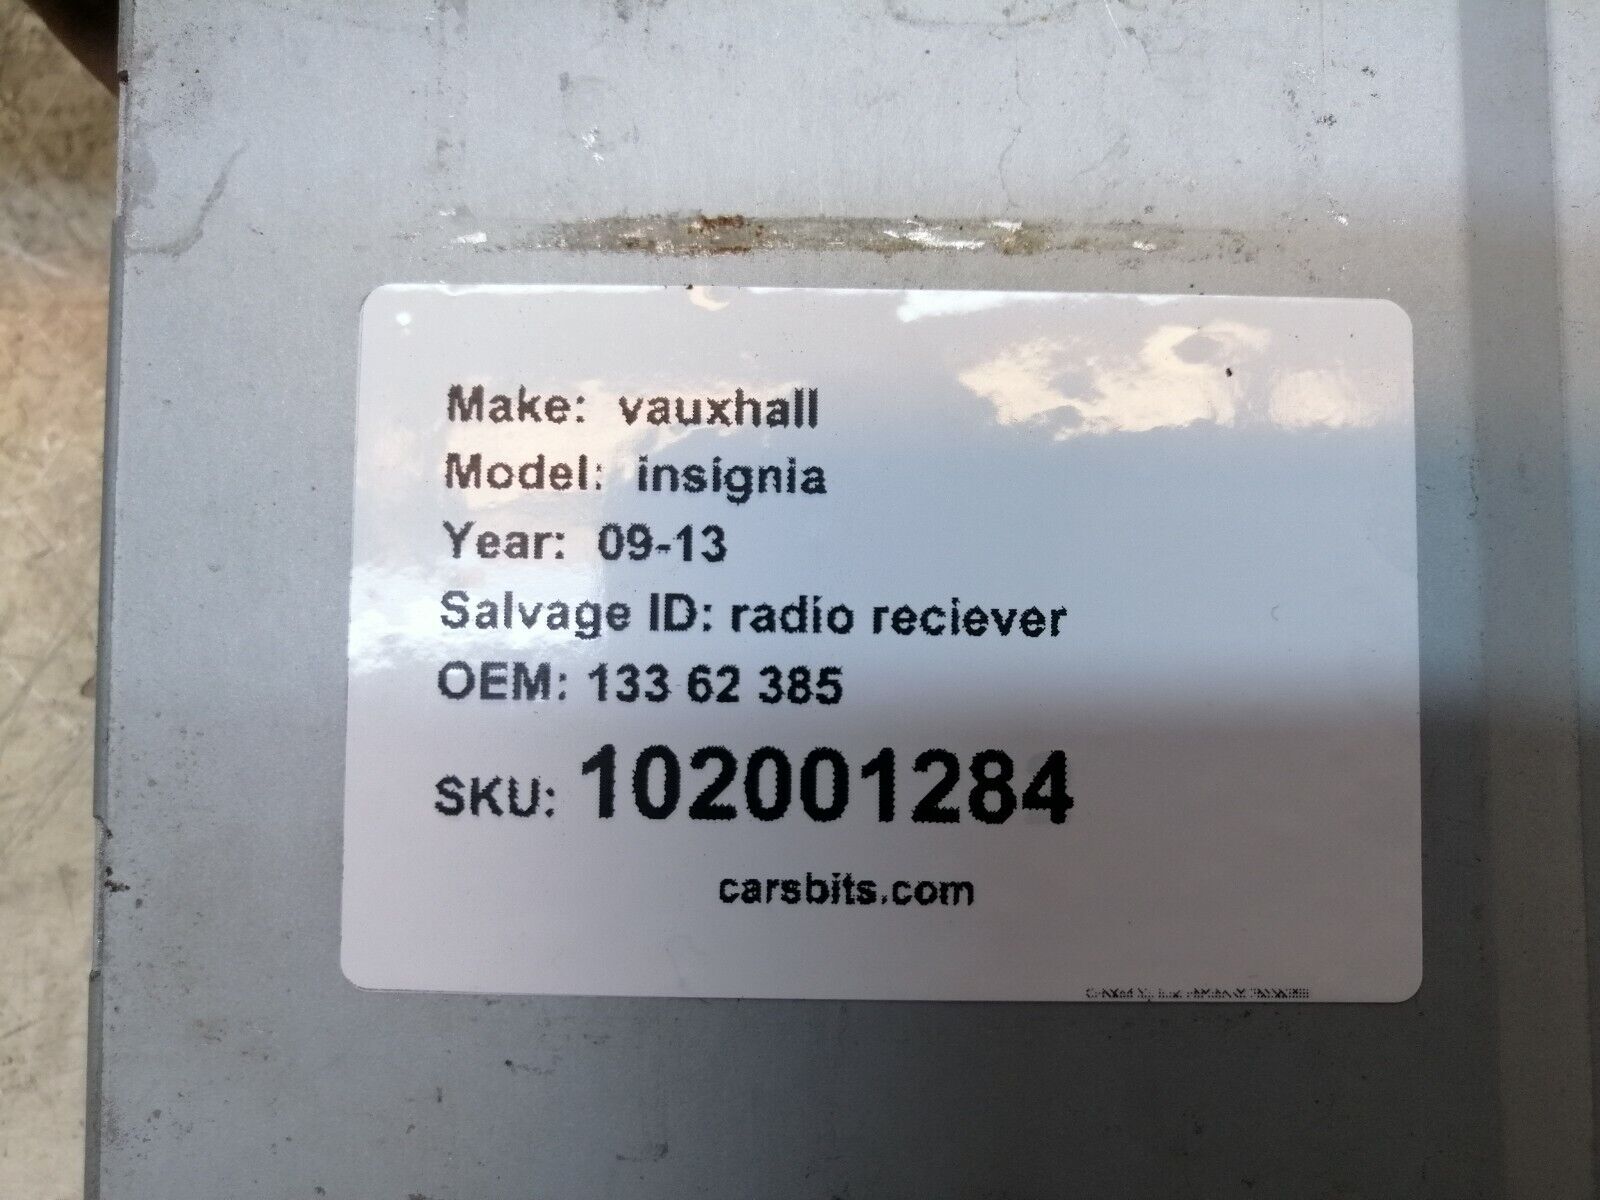 Make: vauxhall
Model: insignia
Year: 09-13
Salvage ID: radio reciever
OEM: 133 62 385
SKU: 102001284
carsbits.com